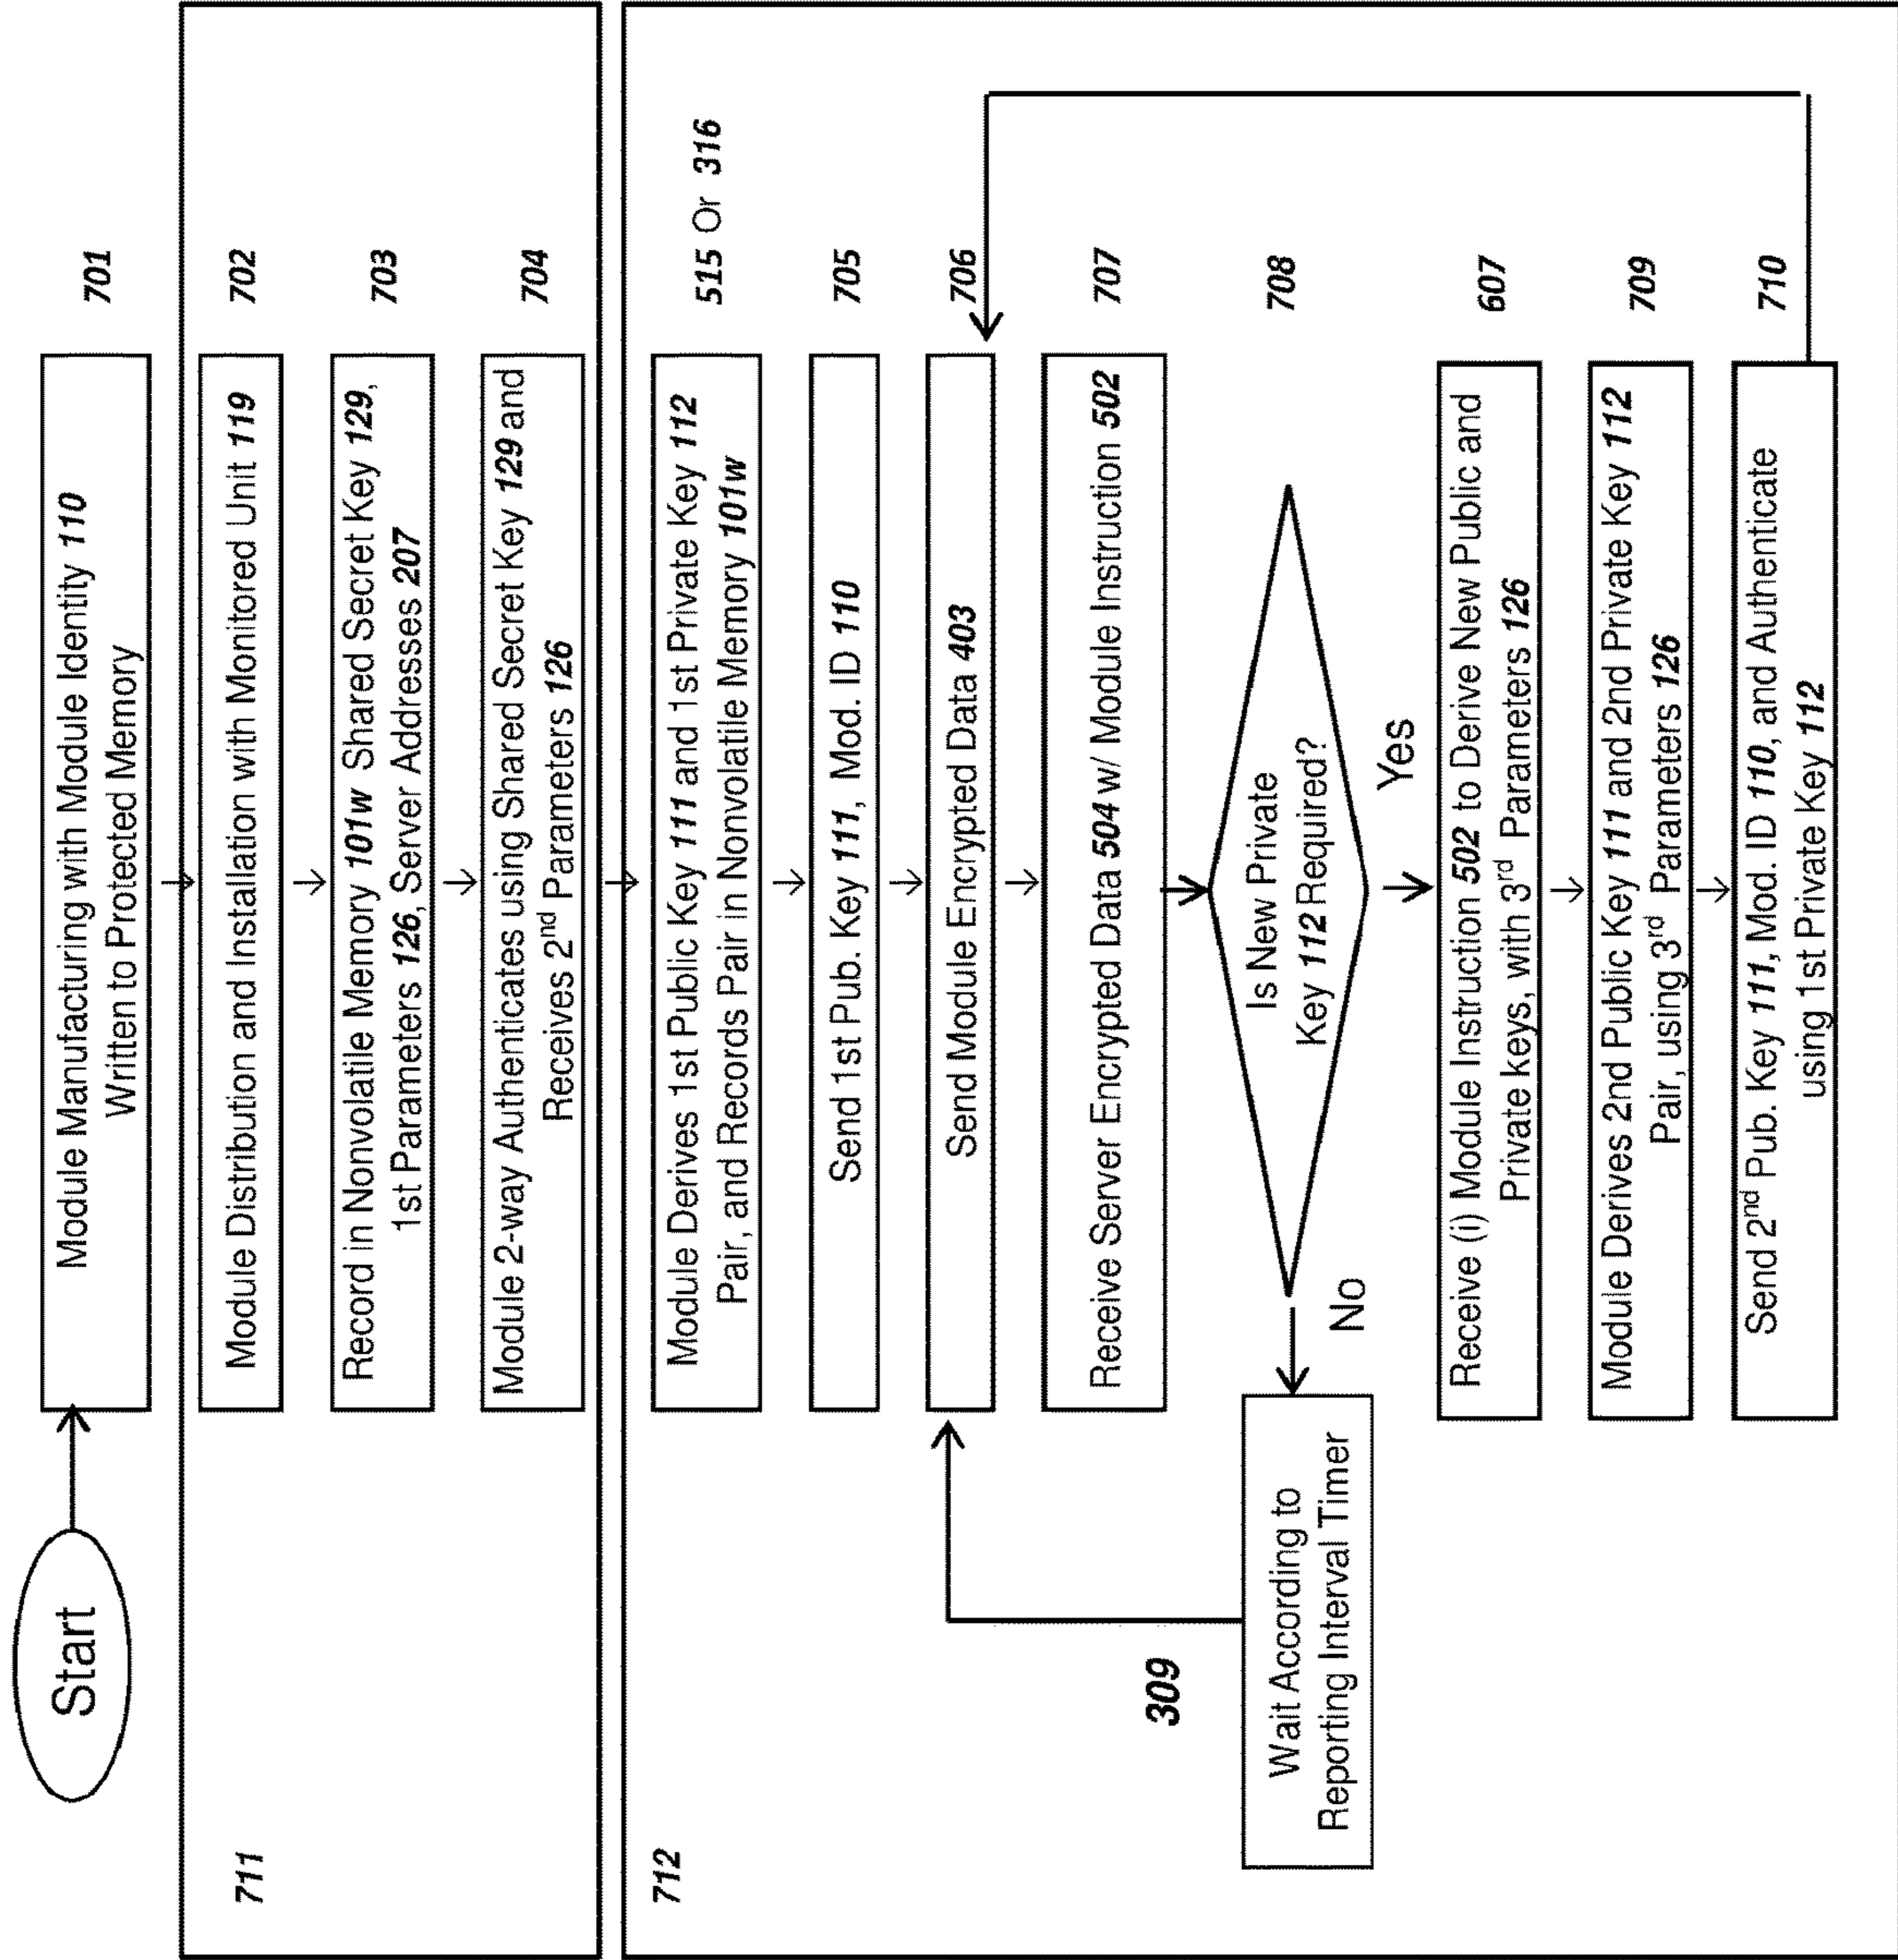 Start
Module Manufacturing with Module Identity 110
Written to Protected Memory
701
711
Module Distribution and Installation with Monitored Unit 119
702
Record in Nonvolatile Memory 101w Shared Secret Key 129,
1st Parameters 126, Server Addresses 207
703
Module 2-way Authenticates using Shared Secret Key 129 and
Receives 2nd Parameters 126
704
712
Module Derives 1st Public Key 111 and 1st Private Key 112
Pair, and Records Pair in Nonvolatile Memory 101w
515 Or 316
Send 1st Pub. Key 111, Mod. ID 110
705
Send Module Encrypted Data 403
706
Receive Server Encrypted Data 504 w/ Module Instruction 502
707
309
Wait According to
Reporting Interval Timer
No
Is New Private
Key 112 Required?
708
Yes
Receive (i) Module Instruction 502 to Derive New Public and
Private keys, with 3rd Parameters 126
607
Module Derives 2nd Public Key 111 and 2nd Private Key 112
Pair, using 3rd Parameters 126
709
Send 2nd Pub. Key 111, Mod. ID 110, and Authenticate
using 1st Private Key 112
710